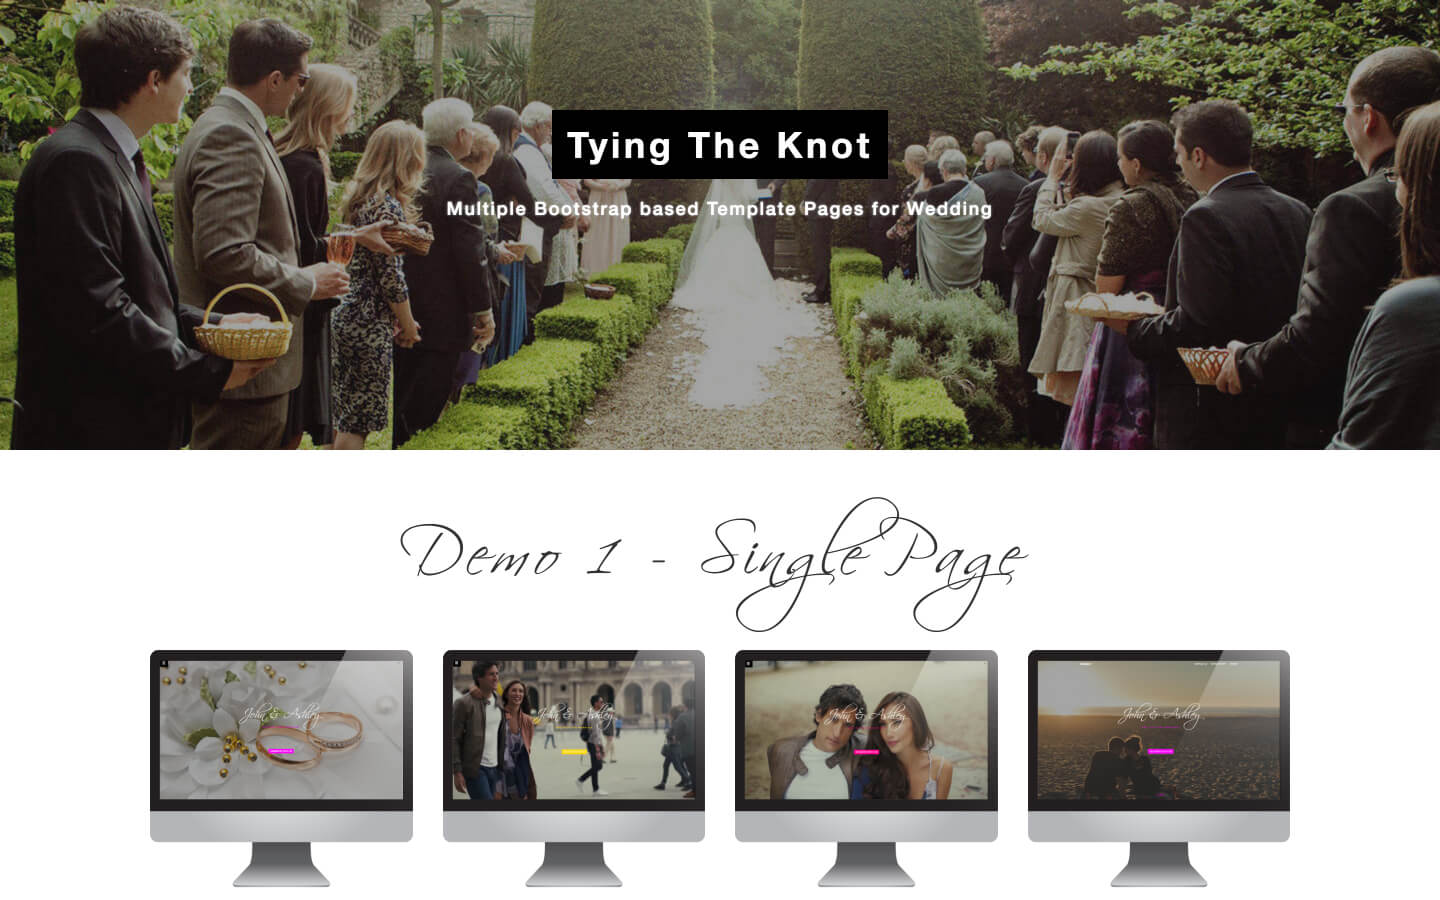 Tying The Knot
Multiple Bootstrap based Template Pages for Wedding
Demo 1 - Single Page
John & Ashley
John & Ashley
John & Ashley
John & Ashley